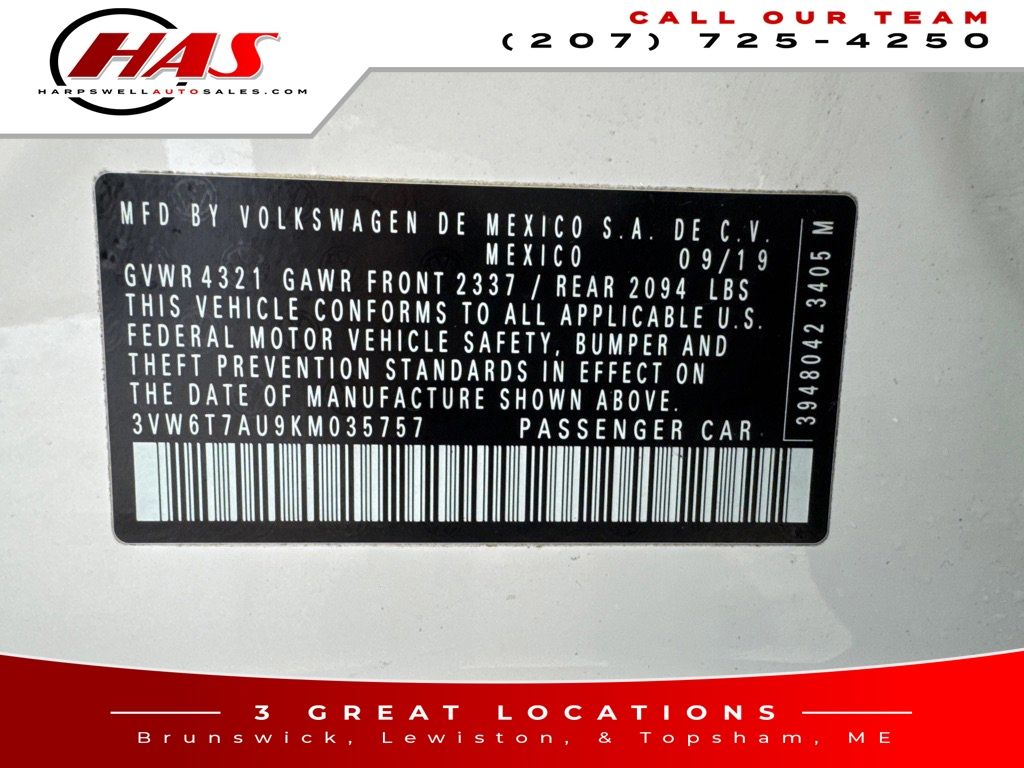 HAS
HARPSWELLAUTOSALES.COM
CALL OUR TEAM
(207) 725-4250
MFD BY VOLKSWAGEN DE MEXICO S.A. DE C.V.
MEXICO 09/19
GVWR 4321 GAWR FRONT 2337 / REAR 2094 LBS
THIS VEHICLE CONFORMS TO ALL APPLICABLE U.S.
FEDERAL MOTOR VEHICLE SAFETY, BUMPER AND
THEFT PREVENTION STANDARDS IN EFFECT ON
THE DATE OF MANUFACTURE SHOWN ABOVE.
3VW6T7AU9KM035757 PASSENGER CAR
3948042 3405 M
3 GREAT LOCATIONS
Brunswick, Lewiston, & Topsham, ME